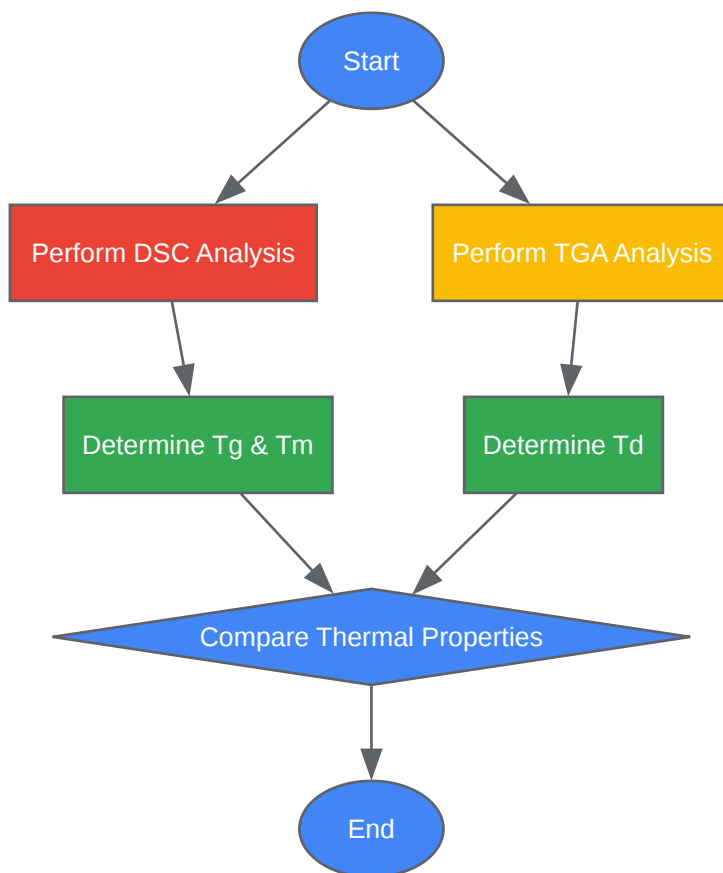 Start
Perform DSC Analysis
Perform TGA Analysis
Determine Tg & Tm
Determine Td
Compare Thermal Properties
End